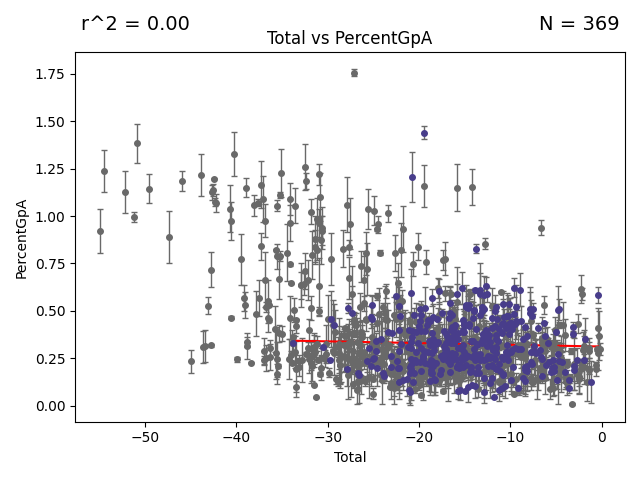 r^2 = 0.00
N = 369
Total vs PercentGpA
PercentGpA
1.75
1.50
1.25
1.00
0.75
0.50
0.25
0.00
−50
−40
−30
−20
−10
0
Total